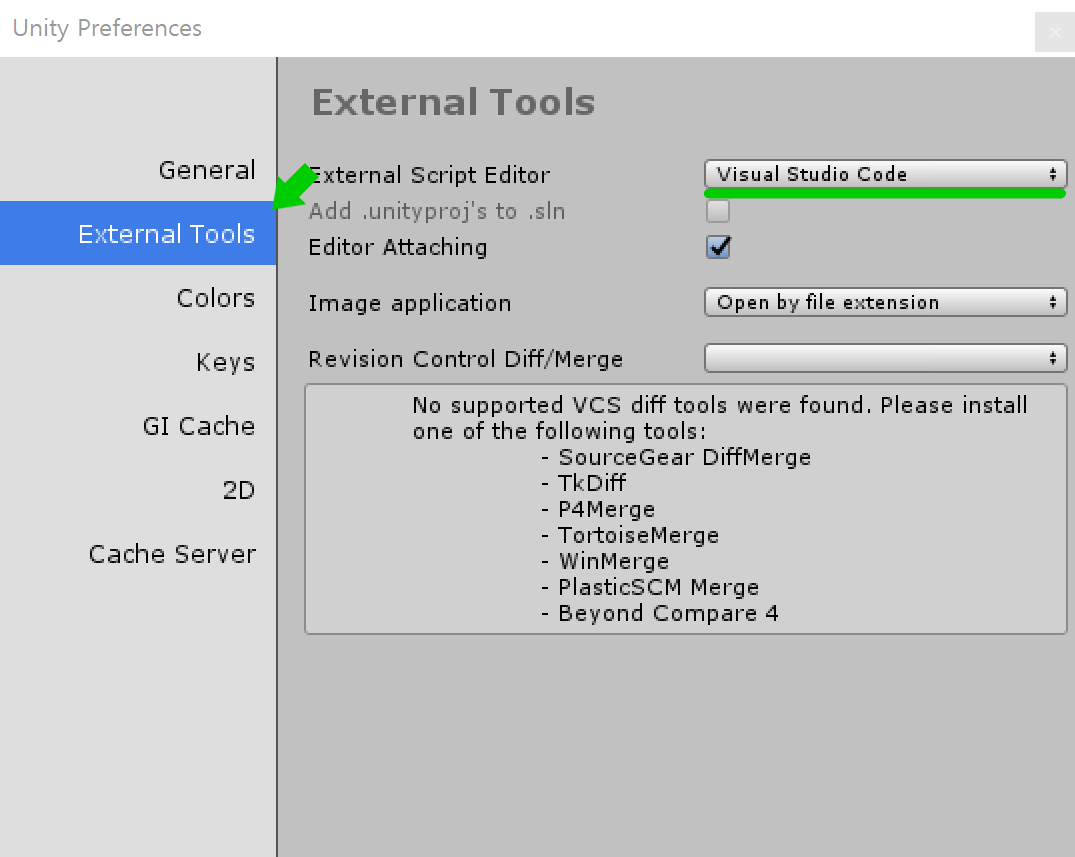 Unity Preferences
External Tools
General
External Script Editor
Visual Studio Code
Add .unityproj's to .sln
External Tools
Editor Attaching
Colors
Image application
Open by file extension
Keys
Revision Control Diff/Merge
No supported VCS diff tools were found. Please install
one of the following tools:
- SourceGear DiffMerge
- TkDiff
- P4Merge
- TortoiseMerge
- WinMerge
- PlasticSCM Merge
- Beyond Compare 4
GI Cache
2D
Cache Server